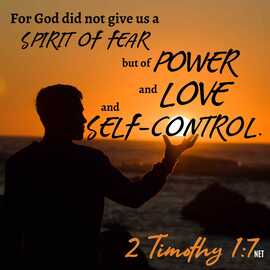 For God did not give us a
SPIRIT OF FEAR
but of POWER
and LOVE
and
SELF-CONTROL.
2 Timothy 1:7 NET